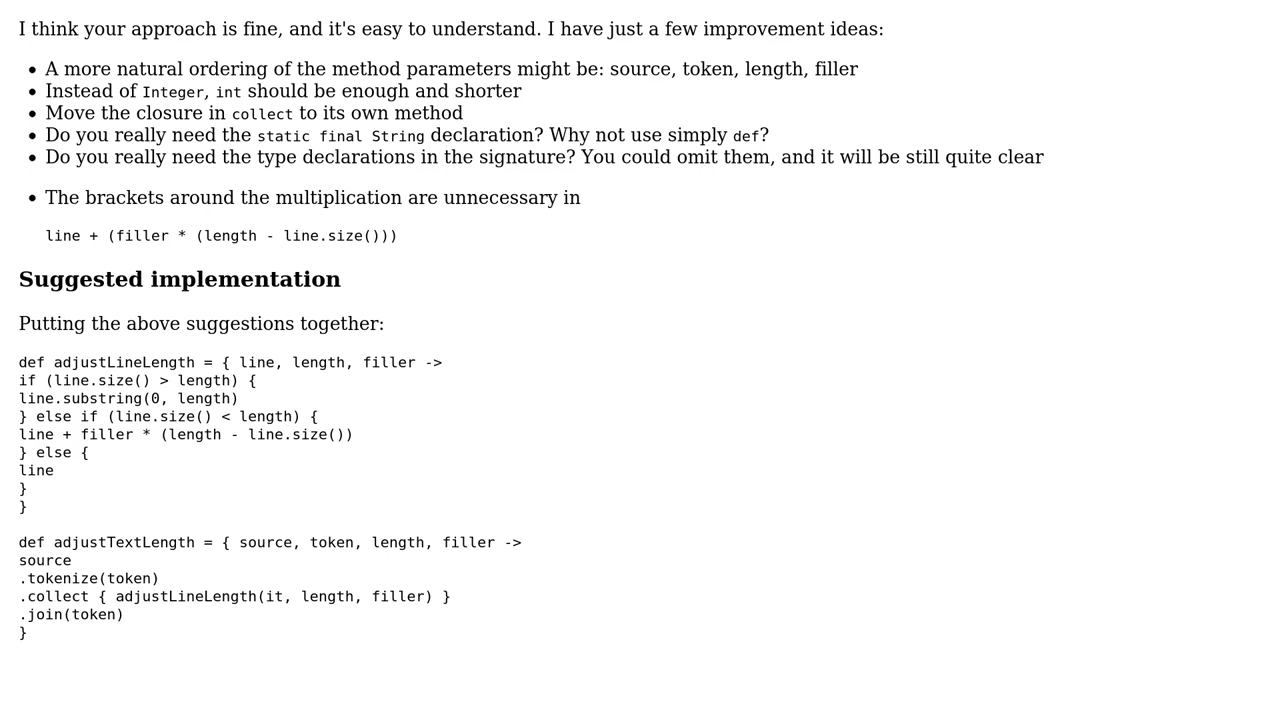 I think your approach is fine, and it's easy to understand. I have just a few improvement ideas:
• A more natural ordering of the method parameters might be: source, token, length, filler
• Instead of Integer, int should be enough and shorter
• Move the closure in collect to its own method
• Do you really need the static final String declaration? Why not use simply def?
• Do you really need the type declarations in the signature? You could omit them, and it will be still quite clear
• The brackets around the multiplication are unnecessary in
line + (filler * (length - line.size()))
Suggested implementation
Putting the above suggestions together:
def adjustLineLength = { line, length, filler ->
if (line.size() > length) {
line.substring(0, length)
} else if (line.size() < length) {
line + filler * (length - line.size())
} else {
line
}
}
def adjustTextLength = { source, token, length, filler ->
source
.tokenize(token)
.collect { adjustLineLength(it, length, filler) }
.join(token)
}